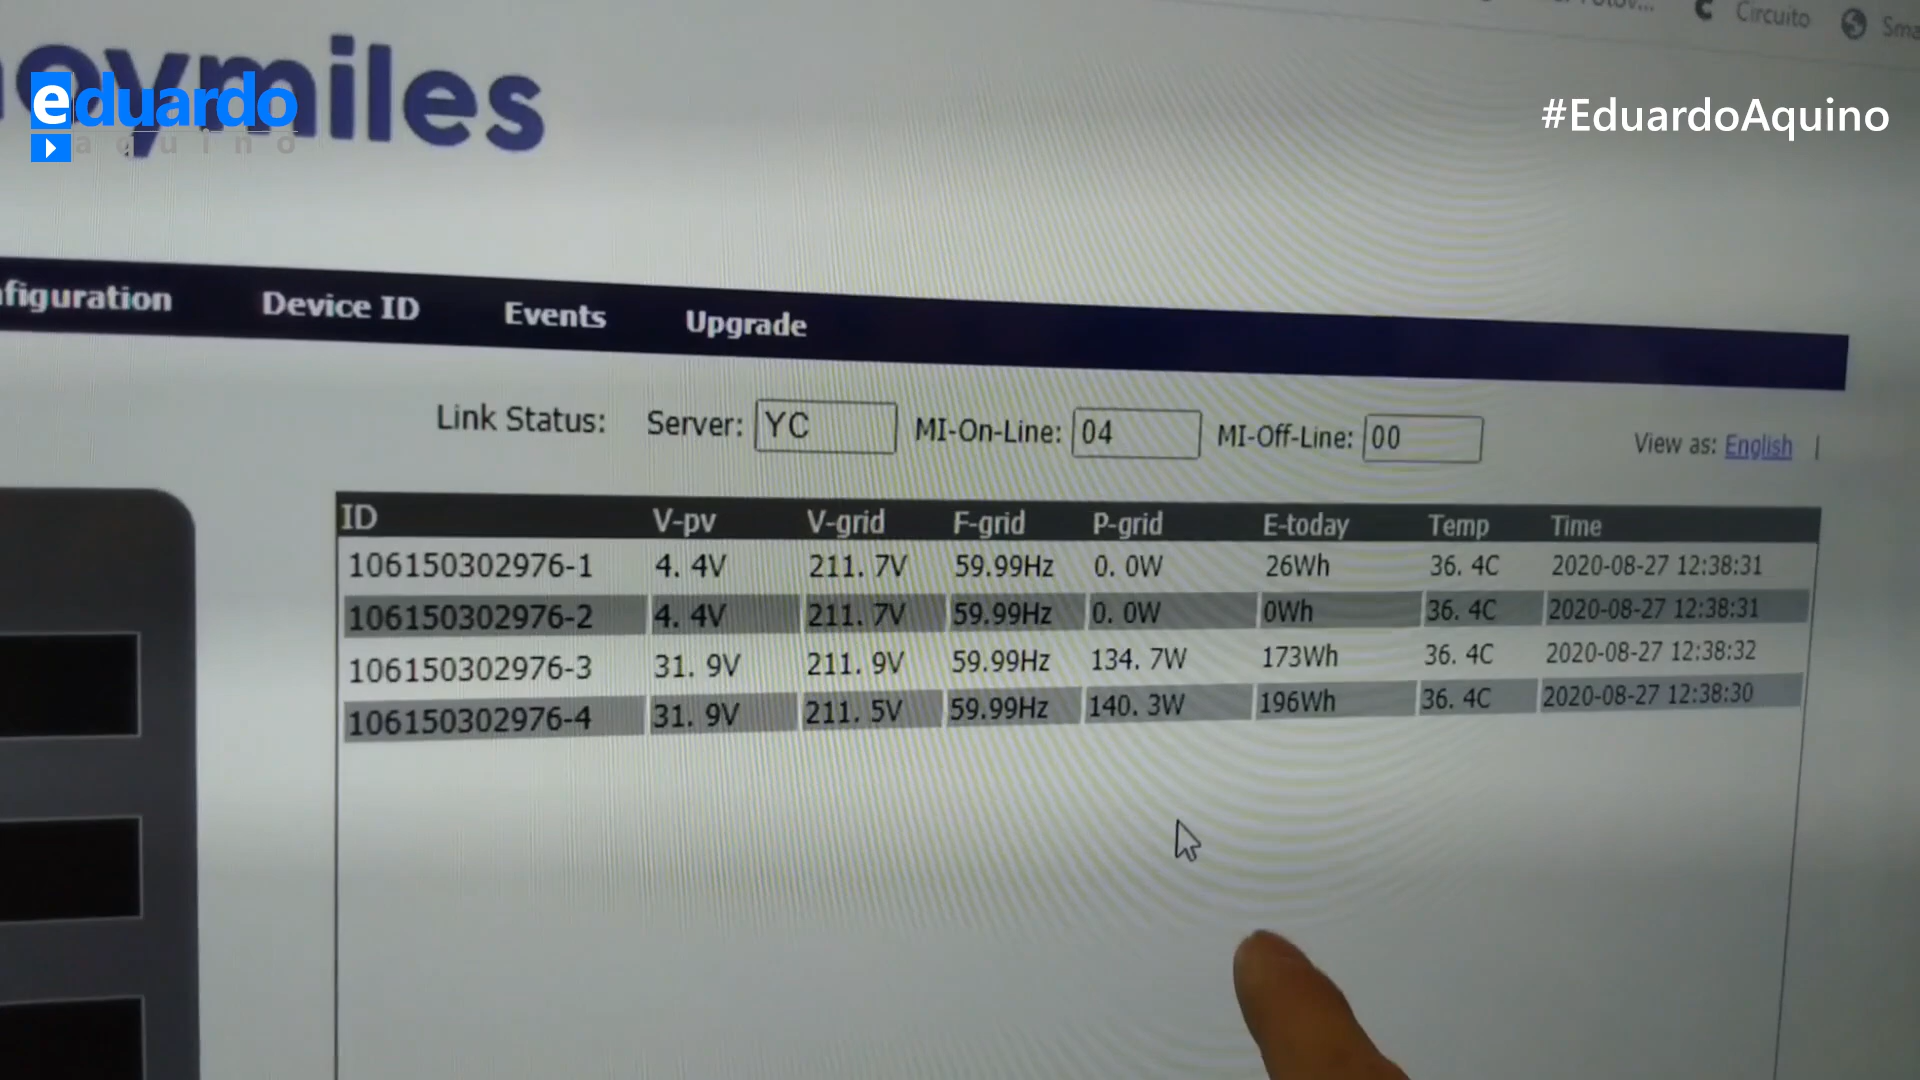 Circuito
oymiles
eduardo
aquino
#EduardoAquino
figuration Device ID Events Upgrade
Link Status: Server: YC MI-On-Line: 04 MI-Off-Line: 00 View as: English |
ID V-pv V-grid F-grid P-grid E-today Temp Time
106150302976-1 4. 4V 211. 7V 59.99Hz 0. 0W 26Wh 36. 4C 2020-08-27 12:38:31
106150302976-2 4. 4V 211. 7V 59.99Hz 0. 0W 0Wh 36. 4C 2020-08-27 12:38:31
106150302976-3 31. 9V 211. 9V 59.99Hz 134. 7W 173Wh 36. 4C 2020-08-27 12:38:32
106150302976-4 31. 9V 211. 5V 59.99Hz 140. 3W 196Wh 36. 4C 2020-08-27 12:38:30